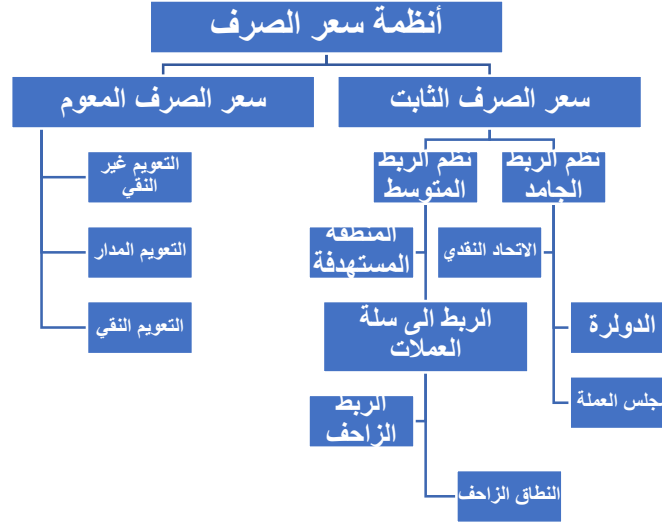 أنظمة سعر الصرف
سعر الصرف الثابت
سعر الصرف المعوم
نظم الربط
الجامد
نظم الربط
المتوسط
التعويم غير
النقي
الاتحاد النقدي
المنطقة
المستهدفة
التعويم المدار
الدولرة
الربط الى سلة
العملات
التعويم النقي
مجلس العملة
الربط
الزاحف
النطاق الزاحف